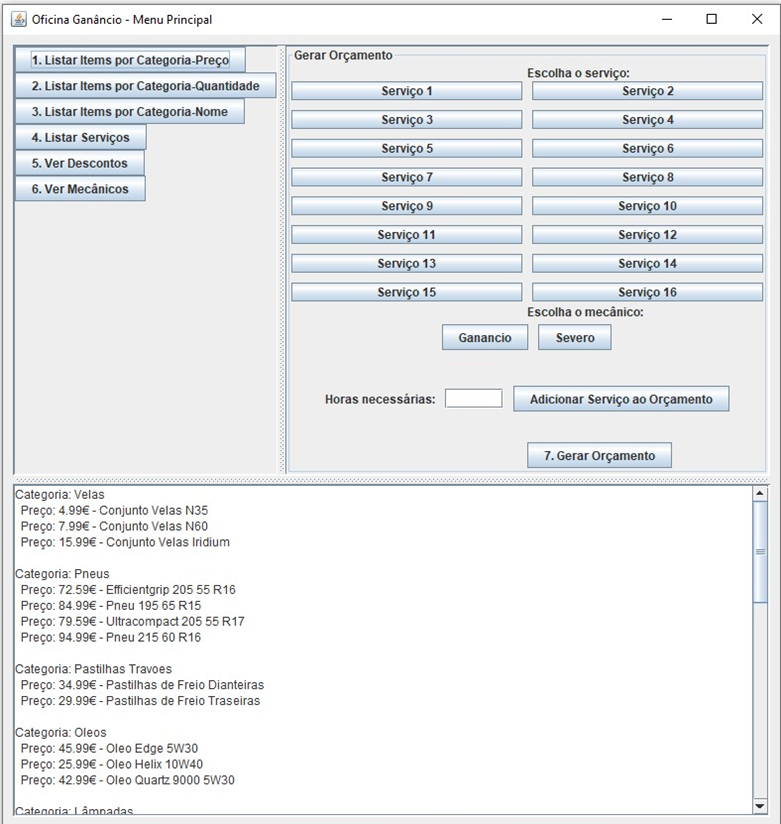 Oficina Ganâncio - Menu Principal
1. Listar Items por Categoria-Preço
2. Listar Items por Categoria-Quantidade
3. Listar Items por Categoria-Nome
4. Listar Serviços
5. Ver Descontos
6. Ver Mecânicos
Gerar Orçamento
Escolha o serviço:
Serviço 1 Serviço 2
Serviço 3 Serviço 4
Serviço 5 Serviço 6
Serviço 7 Serviço 8
Serviço 9 Serviço 10
Serviço 11 Serviço 12
Serviço 13 Serviço 14
Serviço 15 Serviço 16
Escolha o mecânico:
Ganancio Severo
Horas necessárias: Adicionar Serviço ao Orçamento
7. Gerar Orçamento
Categoria: Velas
Preço: 4.99€ - Conjunto Velas N35
Preço: 7.99€ - Conjunto Velas N60
Preço: 15.99€ - Conjunto Velas Iridium
Categoria: Pneus
Preço: 72.59€ - Efficientgrip 205 55 R16
Preço: 84.99€ - Pneu 195 65 R15
Preço: 79.59€ - Ultracompact 205 55 R17
Preço: 94.99€ - Pneu 215 60 R16
Categoria: Pastilhas Travoes
Preço: 34.99€ - Pastilhas de Freio Dianteiras
Preço: 29.99€ - Pastilhas de Freio Traseiras
Categoria: Oleos
Preço: 45.99€ - Oleo Edge 5W30
Preço: 25.99€ - Oleo Helix 10W40
Preço: 42.99€ - Oleo Quartz 9000 5W30
Categoria: Lâmpadas